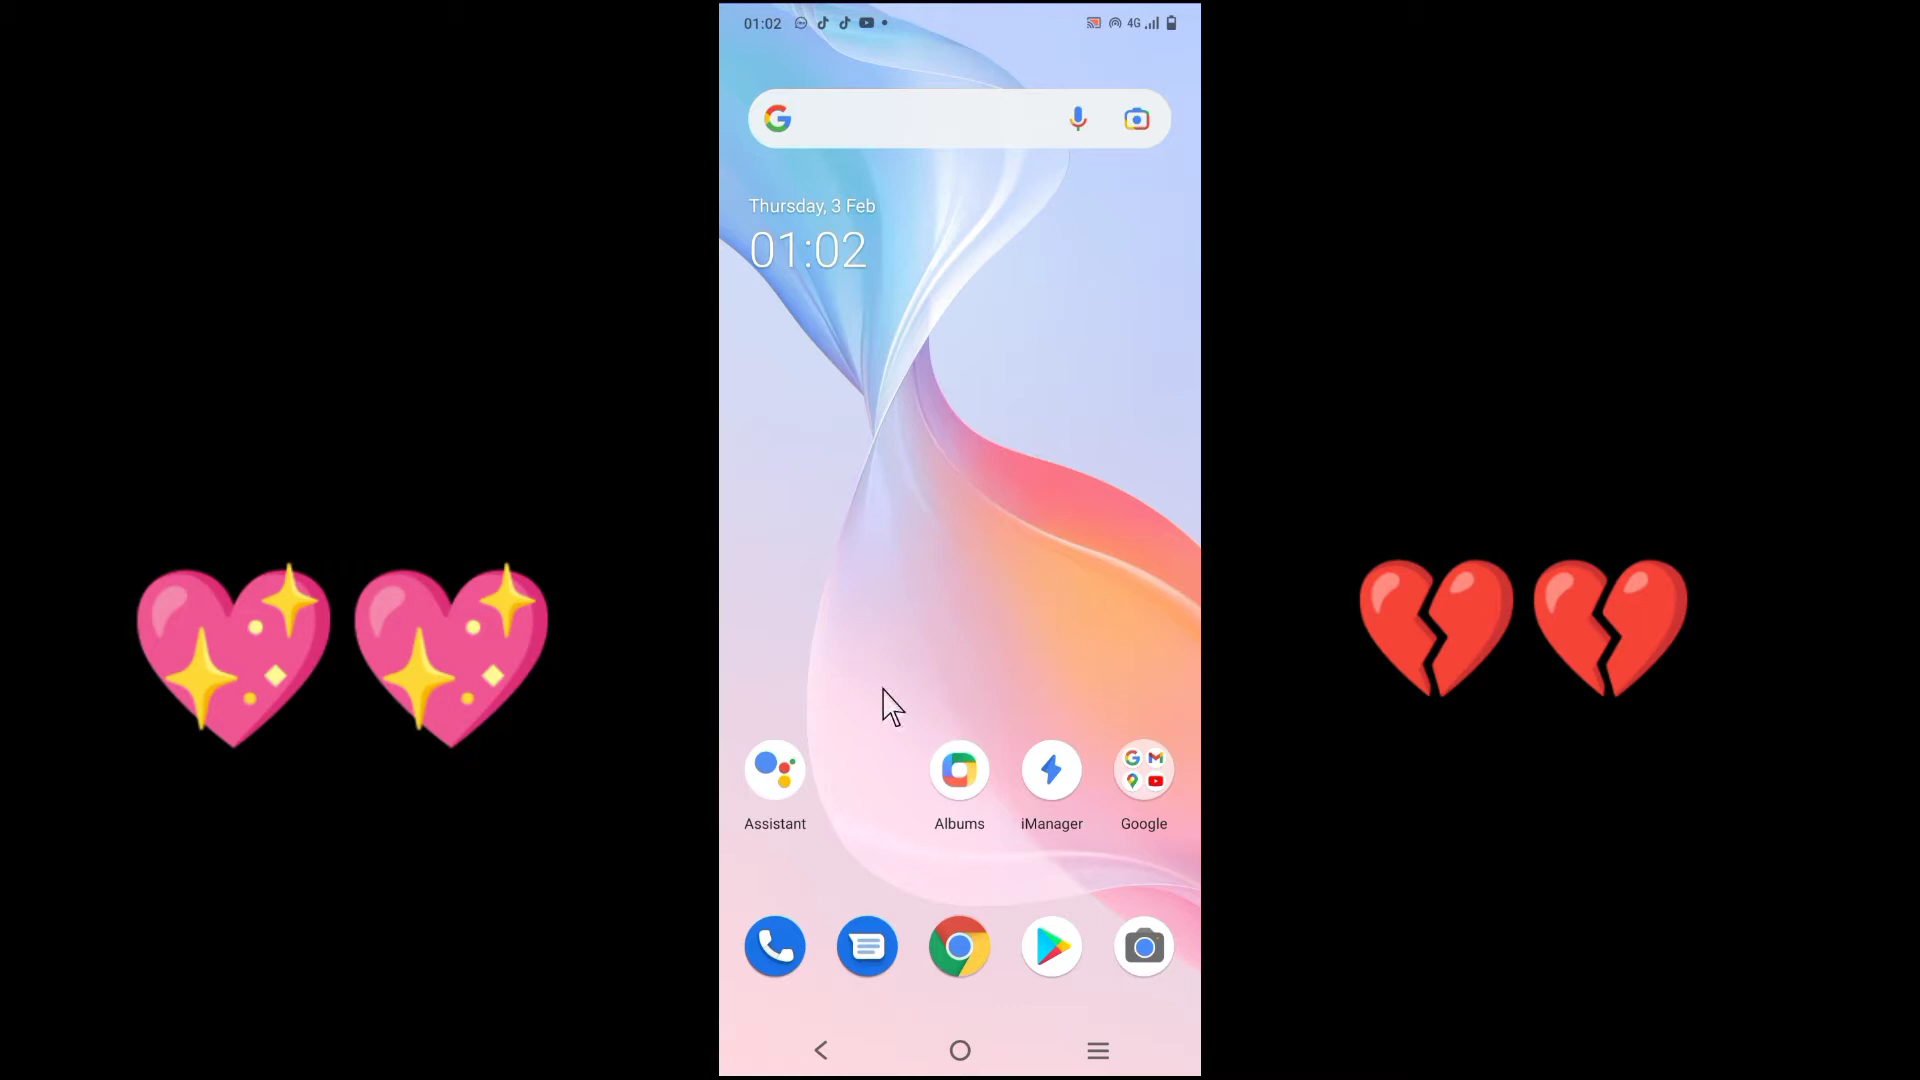 01:02
4G
Thursday, 3 Feb
01:02
Assistant
Albums
iManager
Google